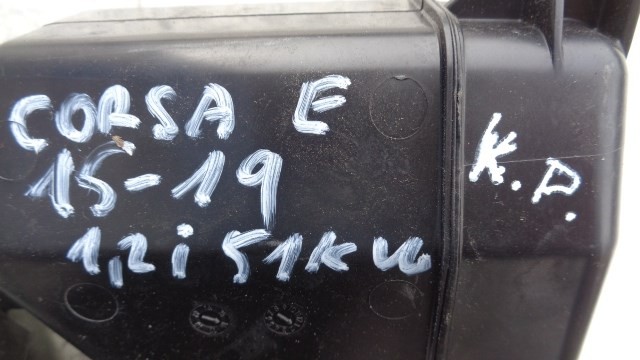 CORSA E
15-19
1,2i 51KW
K.P.